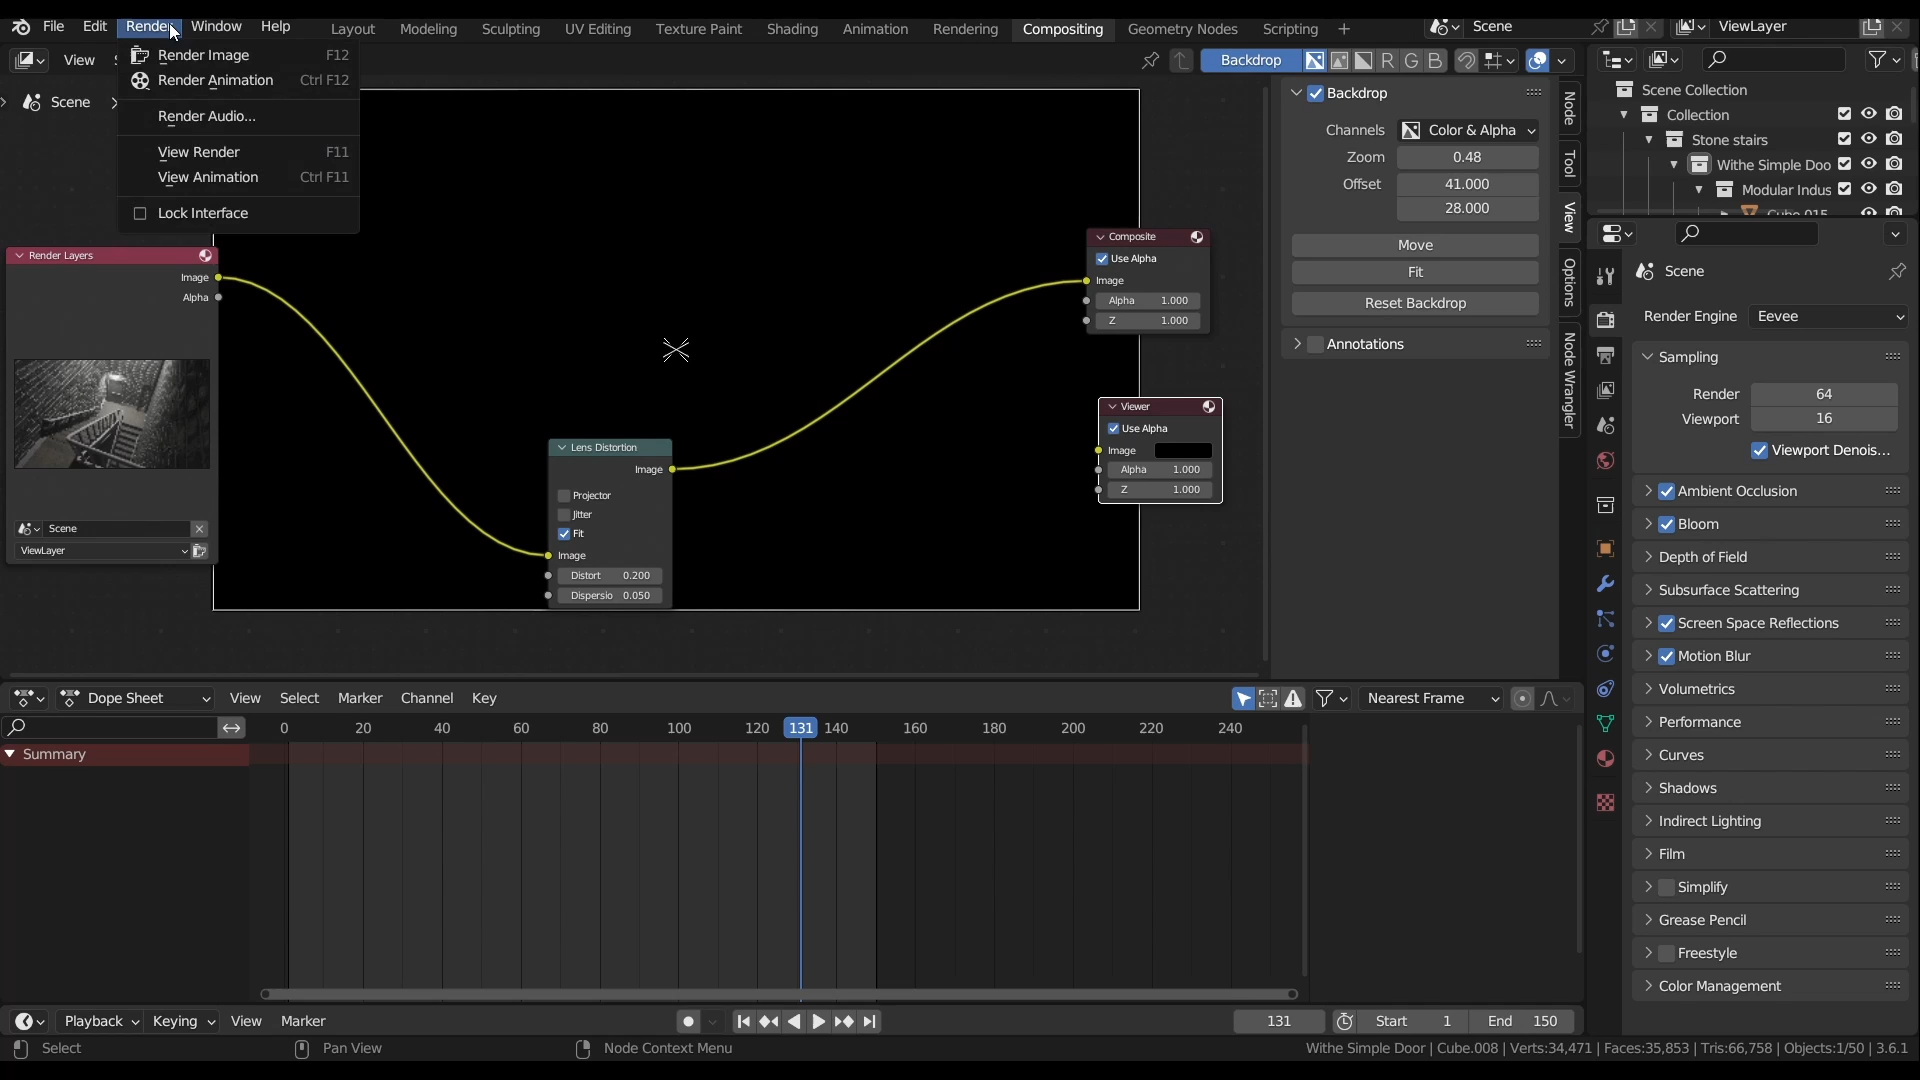 File Edit Render Window Help Layout Modeling Sculpting UV Editing Texture Paint Shading Animation Rendering Compositing Geometry Nodes Scripting + Scene ViewLayer
View Backdrop R G B
Render Image F12
Render Animation Ctrl F12
Render Audio...
View Render F11
View Animation Ctrl F11
Lock Interface
Scene
Render Layers
Image
Alpha
Scene
ViewLayer
Lens Distortion
Image
Projector
Jitter
Fit
Image
Distort 0.200
Dispersio 0.050
Composite
Use Alpha
Image
Alpha 1.000
Z 1.000
Viewer
Use Alpha
Image
Alpha 1.000
Z 1.000
Backdrop
Channels Color & Alpha
Zoom 0.48
Offset 41.000
28.000
Move
Fit
Reset Backdrop
Annotations
Node
Tool
View
Options
Node Wrangler
Scene Collection
Collection
Stone stairs
Withe Simple Doo
Modular Indus
Cube.015
Scene
Render Engine Eevee
Sampling
Render 64
Viewport 16
Viewport Denois...
Ambient Occlusion
Bloom
Depth of Field
Subsurface Scattering
Screen Space Reflections
Motion Blur
Volumetrics
Performance
Curves
Shadows
Indirect Lighting
Film
Simplify
Grease Pencil
Freestyle
Color Management
Dope Sheet View Select Marker Channel Key Nearest Frame
0 20 40 60 80 100 120 131 140 160 180 200 220 240
Summary
Playback Keying View Marker 131 Start 1 End 150
Select Pan View Node Context Menu Withe Simple Door | Cube.008 | Verts:34,471 | Faces:35,853 | Tris:66,758 | Objects:1/50 | 3.6.1